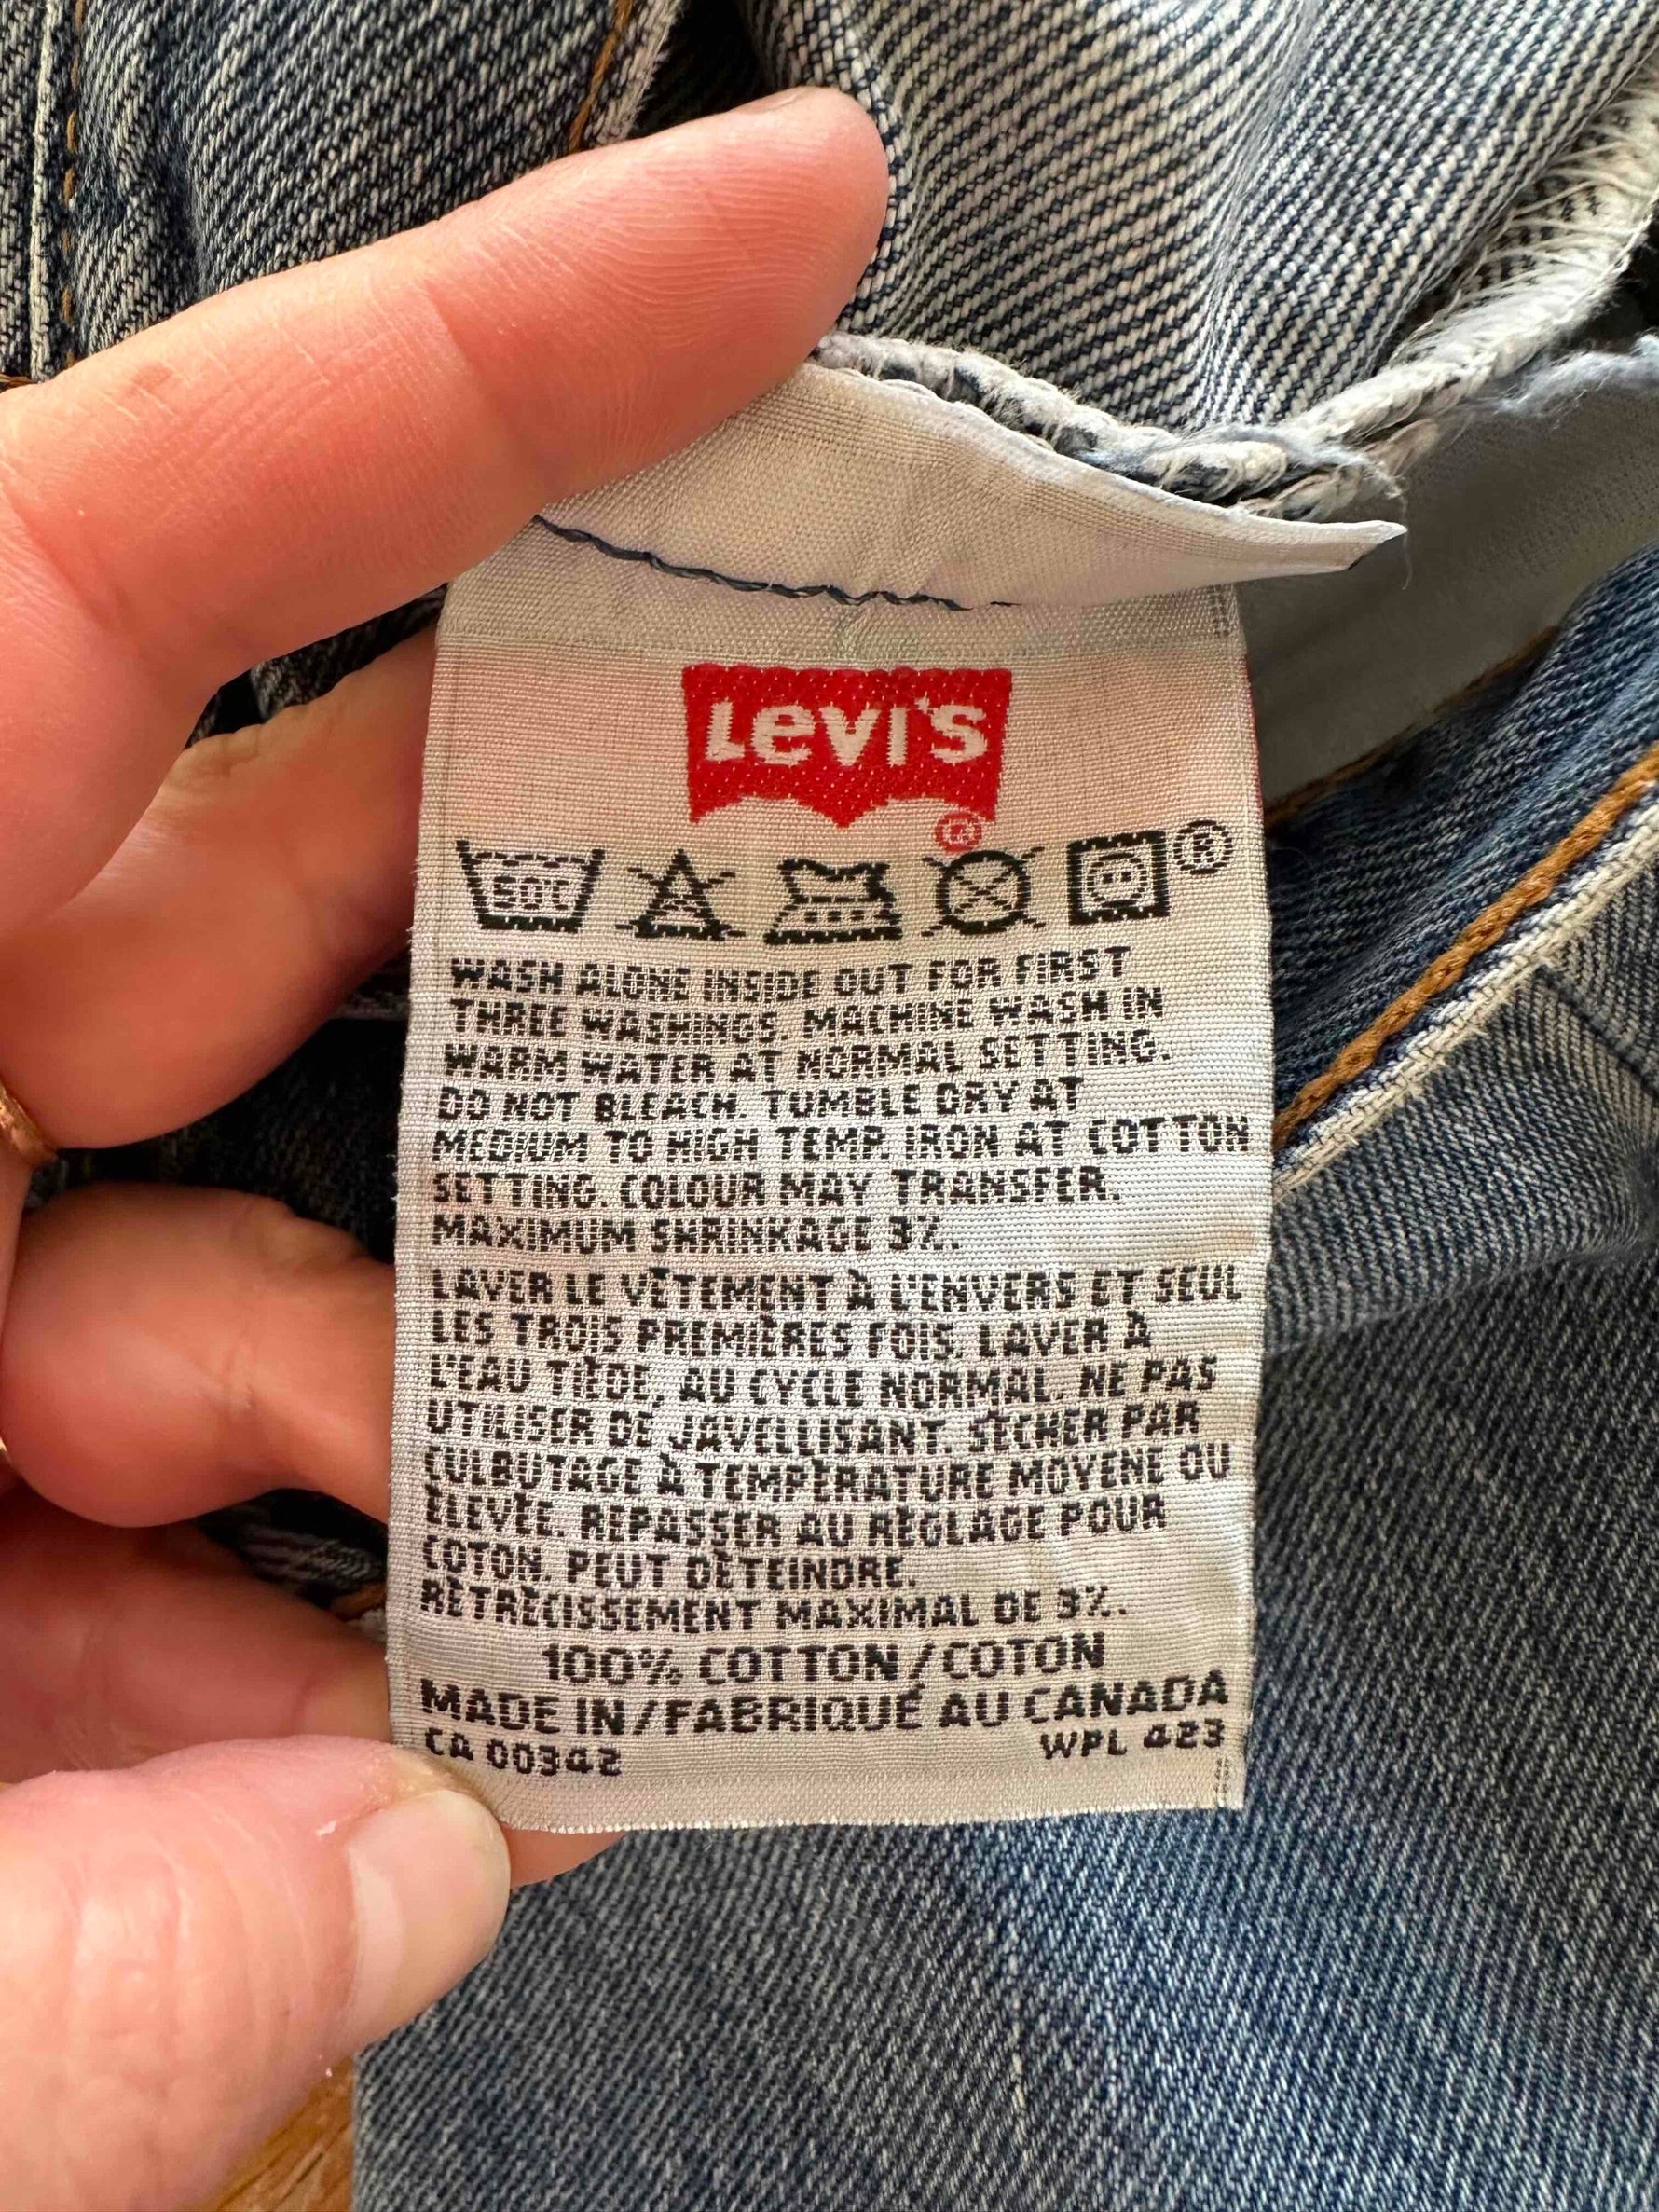 Levi's
®
50C ®
WASH ALONE INSIDE OUT FOR FIRST
THREE WASHINGS. MACHINE WASH IN
WARM WATER AT NORMAL SETTING.
DO NOT BLEACH. TUMBLE DRY AT
MEDIUM TO HIGH TEMP. IRON AT COTTON
SETTING. COLOUR MAY TRANSFER.
MAXIMUM SHRINKAGE 3%.
LAVER LE VÊTEMENT À L'ENVERS ET SEUL
LES TROIS PREMIÈRES FOIS. LAVER À
L'EAU TIÈDE, AU CYCLE NORMAL. NE PAS
UTILISER DE JAVELLISANT. SÉCHER PAR
CULBUTAGE À TEMPÉRATURE MOYENE OU
ÉLEVÉE. REPASSER AU RÉGLAGE POUR
COTON. PEUT DÉTEINDRE.
RÉTRÉCISSEMENT MAXIMAL DE 3%.
100% COTTON/COTON
MADE IN/FABRIQUÉ AU CANADA
CA 00342 WPL 423